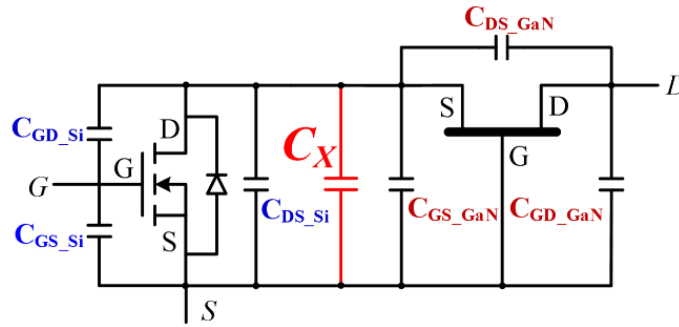 C_DS_GaN
S
D
D
C_GD_Si
D
G
C_X
G
G
C_GS_Si
S
C_DS_Si
C_GS_GaN
C_GD_GaN
S